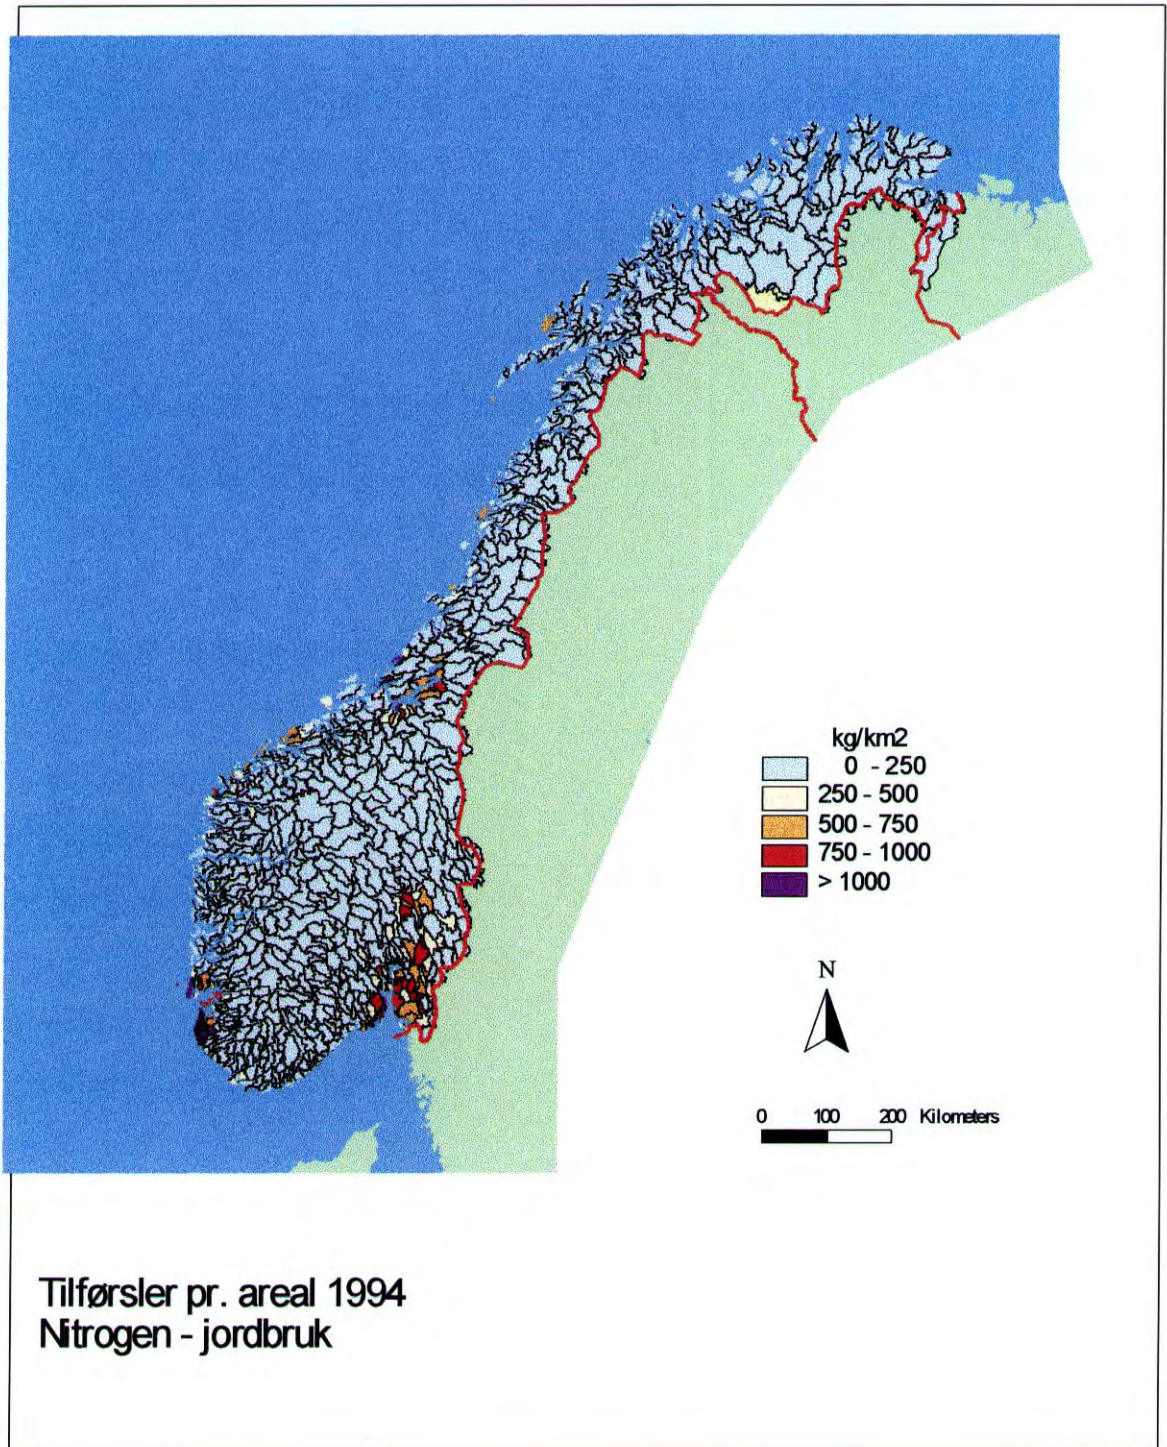 kg/km2
0 - 250
250 - 500
500 - 750
750 - 1000
> 1000
N
0 100 200 Kilometers
Tilførsler pr. areal 1994
Nitrogen - jordbruk